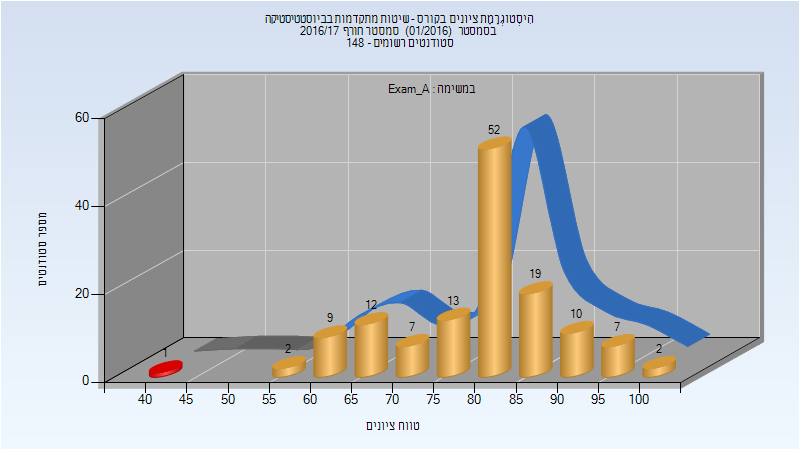 היסטוגרמת ציונים בקורס - שיטות מתקדמות בביוסטטיסטיקה
בסמסטר (01/2016) סמסטר חורף 2016/17
סטודנטים רשומים - 148
במשימה : Exam_A
60
40
20
0
מספר סטודנטים
1
2
9
12
7
13
52
19
10
7
2
40 45 50 55 60 65 70 75 80 85 90 95 100
טווח ציונים